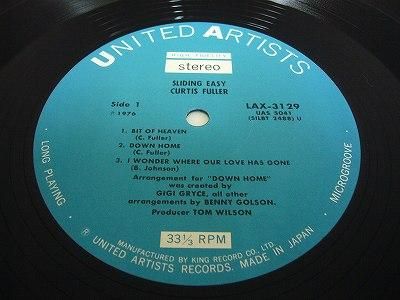 UNITED ARTISTS
HIGH FIDELITY
stereo
SLIDING EASY
CURTIS FULLER
Side 1
LAX-3129
℗ 1976
UAS 5041
(SILBT 2488) U
1. BIT OF HEAVEN
(C. Fuller)
2. DOWN HOME
(C. Fuller)
3. I WONDER WHERE OUR LOVE HAS GONE
(B. Johnson)
Arrangement for "DOWN HOME"
was created by
GIGI GRYCE, all other
arrangements by BENNY GOLSON.
Producer TOM WILSON
LONG PLAYING
MICROGROOVE
33⅓ RPM
MANUFACTURED BY KING RECORD CO. LTD
® UNITED ARTISTS RECORDS. MADE IN JAPAN